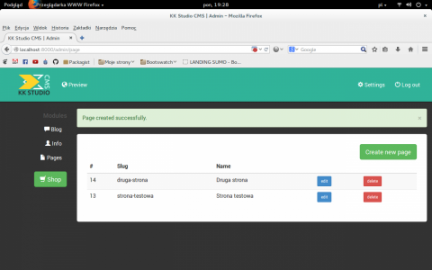 Podgląd Przeglądarka WWW Firefox pon, 19:28 pl
KK Studio CMS | Admin - Mozilla Firefox
Plik Edycja Widok Historia Zakładki Narzędzia Pomoc
KK Studio CMS | Admin
localhost:8000/admin/page
Google
Packagist Moje strony Bootswatch LANDING SUMO - Bo...
KK STUDIO CMS
Preview
Settings
Log out
Modules
Blog
Info
Pages
Shop
Page created successfully
Create new page
# Slug Name
14 druga-strona Druga strona edit delete
13 strona-testowa Strona testowa edit delete